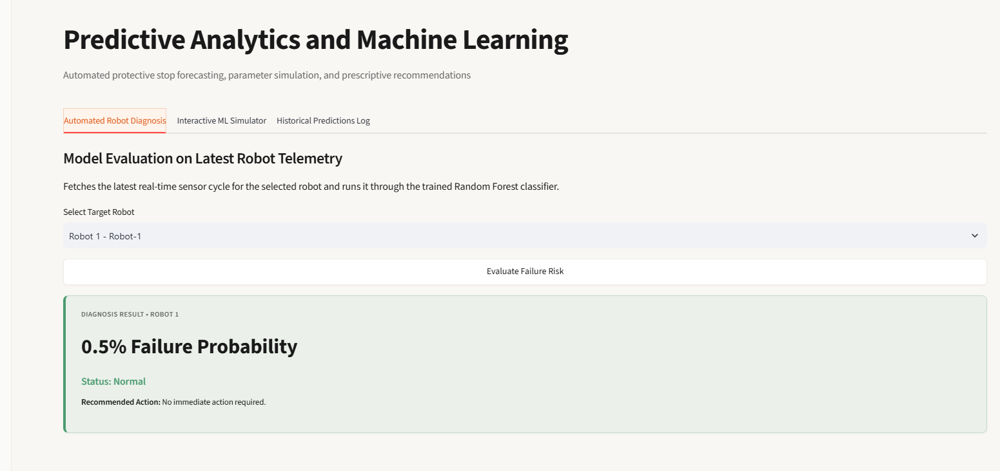 Predictive Analytics and Machine Learning
Automated protective stop forecasting, parameter simulation, and prescriptive recommendations
Automated Robot Diagnosis Interactive ML Simulator Historical Predictions Log
Model Evaluation on Latest Robot Telemetry
Fetches the latest real-time sensor cycle for the selected robot and runs it through the trained Random Forest classifier.
Select Target Robot
Robot 1 - Robot-1
Evaluate Failure Risk
DIAGNOSIS RESULT • ROBOT 1
0.5% Failure Probability
Status: Normal
Recommended Action: No immediate action required.